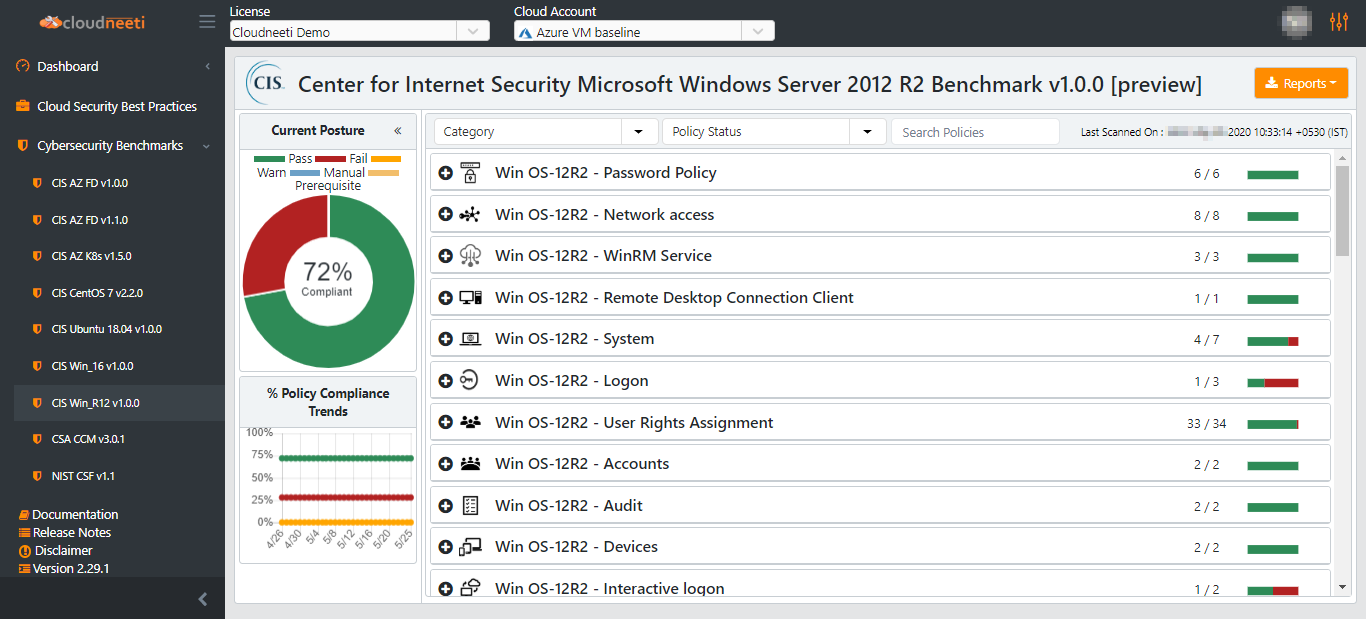 cloudneeti
License
Cloud Account
Cloudneeti Demo
Azure VM baseline
Dashboard
Cloud Security Best Practices
Cybersecurity Benchmarks
CIS AZ FD v1.0.0
CIS AZ FD v1.1.0
CIS AZ K8s v1.5.0
CIS CentOS 7 v2.2.0
CIS Ubuntu 18.04 v1.0.0
CIS Win_16 v1.0.0
CIS Win_R12 v1.0.0
CSA CCM v3.0.1
NIST CSF v1.1
Documentation
Release Notes
Disclaimer
Version 2.29.1
CIS. Center for Internet Security Microsoft Windows Server 2012 R2 Benchmark v1.0.0 [preview]
Reports
Current Posture «
Pass Fail
Warn Manual
Prerequisite
72%
Compliant
% Policy Compliance
Trends
100%
75%
50%
25%
0%
4/26 4/30 5/4 5/8 5/12 5/16 5/20 5/25
Category Policy Status Search Policies Last Scanned On : 2020 10:33:14 +0530 (IST)
Win OS-12R2 - Password Policy 6 / 6
Win OS-12R2 - Network access 8 / 8
Win OS-12R2 - WinRM Service 3 / 3
Win OS-12R2 - Remote Desktop Connection Client 1 / 1
Win OS-12R2 - System 4 / 7
Win OS-12R2 - Logon 1 / 3
Win OS-12R2 - User Rights Assignment 33 / 34
Win OS-12R2 - Accounts 2 / 2
Win OS-12R2 - Audit 2 / 2
Win OS-12R2 - Devices 2 / 2
Win OS-12R2 - Interactive logon 1 / 2